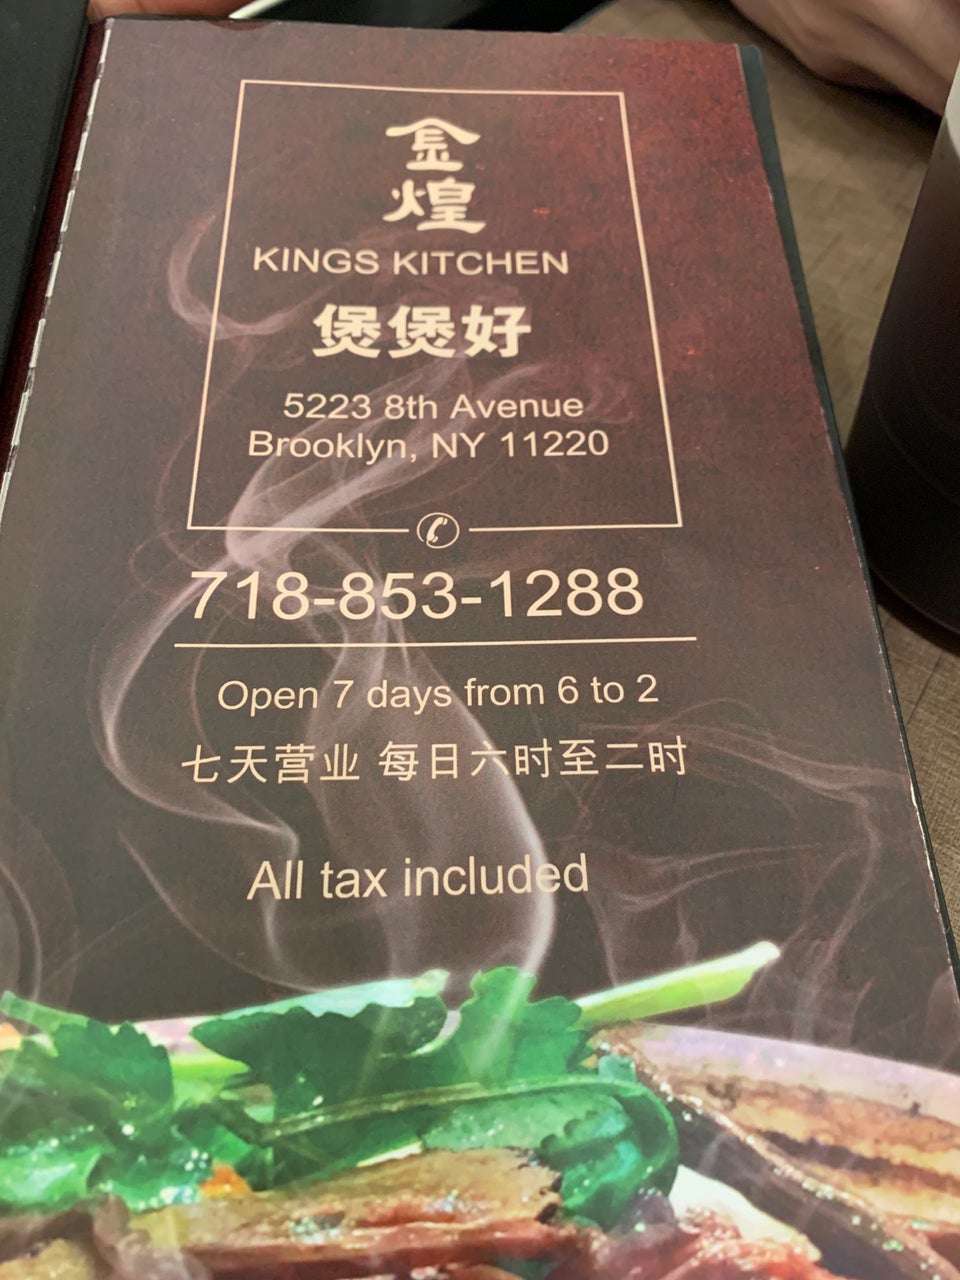 金
煌
KINGS KITCHEN
煲煲好
5223 8th Avenue
Brooklyn, NY 11220
718-853-1288
Open 7 days from 6 to 2
七天营业 每日六时至二时
All tax included